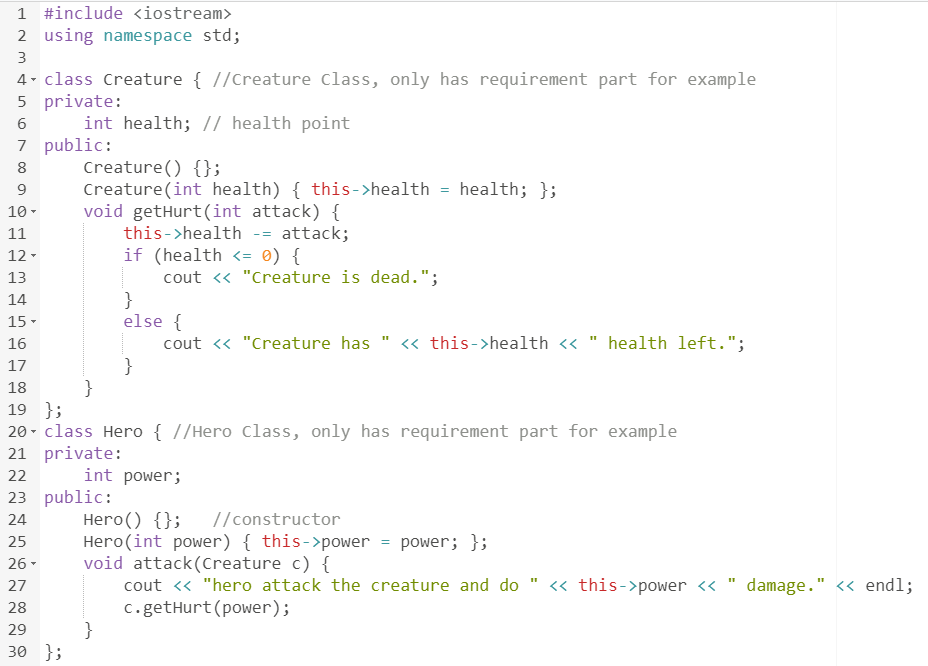 1 #include <iostream>
2 using namespace std;
3
4 class Creature { //Creature Class, only has requirement part for example
5 private:
6     int health; // health point
7 public:
8     Creature() {};
9     Creature(int health) { this->health = health; };
10     void getHurt(int attack) {
11         this->health -= attack;
12         if (health <= 0) {
13             cout << "Creature is dead.";
14         }
15         else {
16             cout << "Creature has " << this->health << " health left.";
17         }
18     }
19 };
20 class Hero { //Hero Class, only has requirement part for example
21 private:
22     int power;
23 public:
24     Hero() {};   //constructor
25     Hero(int power) { this->power = power; };
26     void attack(Creature c) {
27         cout << "hero attack the creature and do " << this->power << " damage." << endl;
28         c.getHurt(power);
29     }
30 };